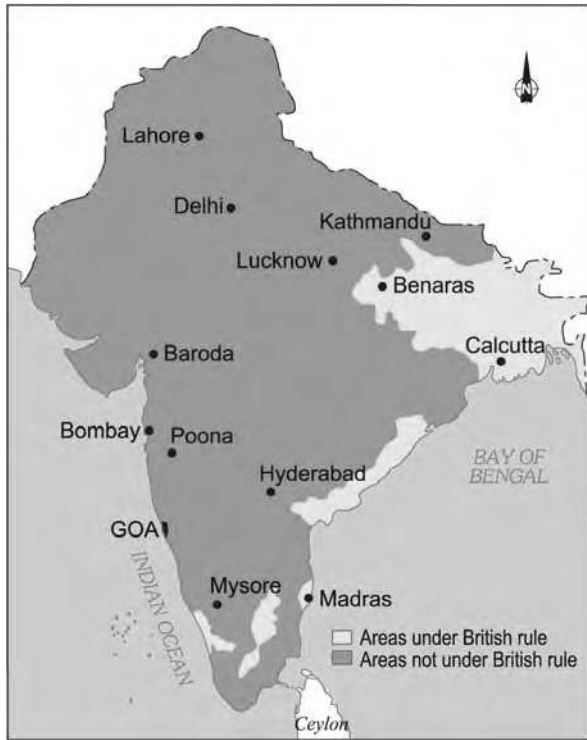 N
Lahore
Delhi
Kathmandu
Lucknow
Benaras
Baroda
Calcutta
Bombay
Poona
BAY OF
BENGAL
Hyderabad
GOA
INDIAN OCEAN
Mysore
Madras
Areas under British rule
Areas not under British rule
Ceylon